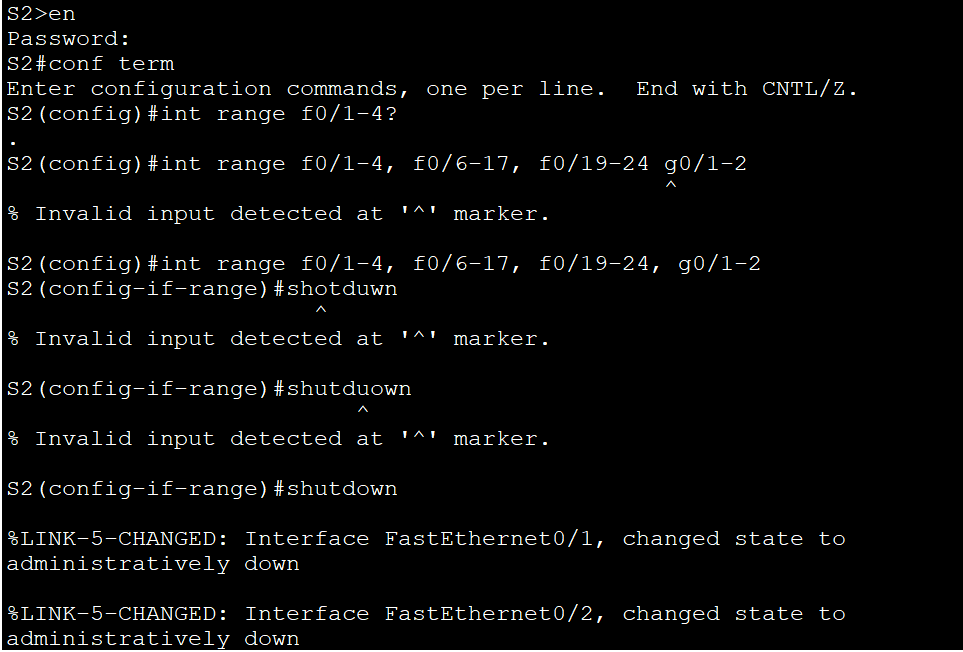 S2>en
Password:
S2#conf term
Enter configuration commands, one per line.  End with CNTL/Z.
S2(config)#int range f0/1-4?
.
S2(config)#int range f0/1-4, f0/6-17, f0/19-24 g0/1-2
^
% Invalid input detected at '^' marker.
S2(config)#int range f0/1-4, f0/6-17, f0/19-24, g0/1-2
S2(config-if-range)#shotduwn
^
% Invalid input detected at '^' marker.
S2(config-if-range)#shutduown
^
% Invalid input detected at '^' marker.
S2(config-if-range)#shutdown
%LINK-5-CHANGED: Interface FastEthernet0/1, changed state to
administratively down
%LINK-5-CHANGED: Interface FastEthernet0/2, changed state to
administratively down